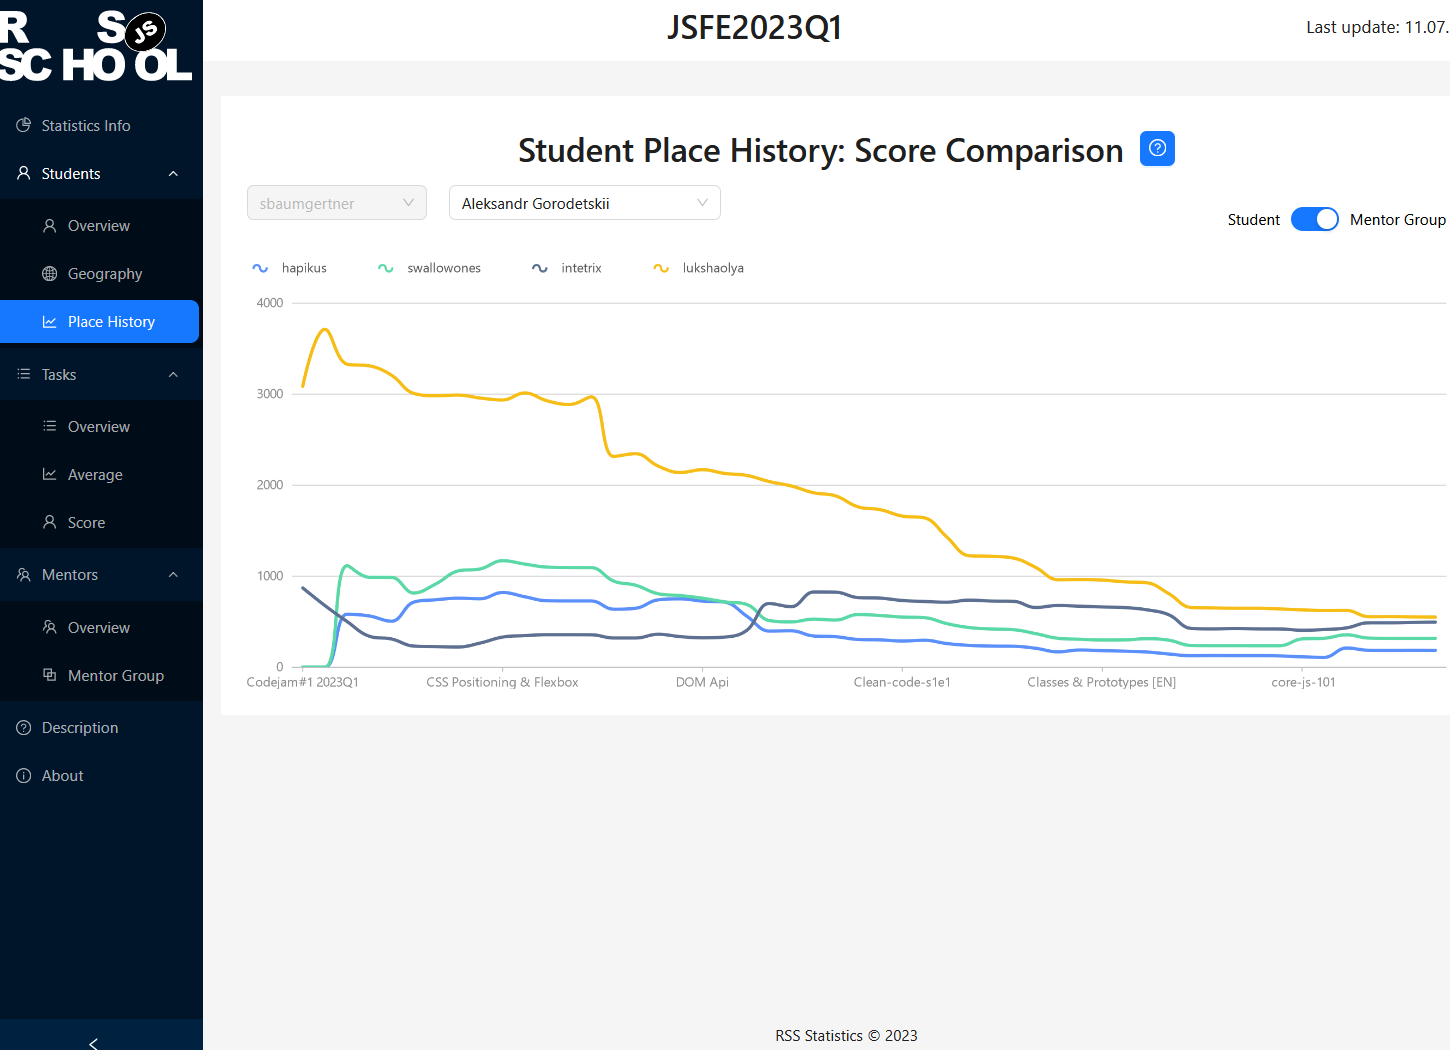 RS
JS
SCHOOL
JSFE2023Q1
Last update: 11.07.
Statistics Info
Students
Overview
Geography
Place History
Tasks
Overview
Average
Score
Mentors
Overview
Mentor Group
Description
About
Student Place History: Score Comparison
sbaumgertner
Aleksandr Gorodetskii
Student
Mentor Group
hapikus
swallowones
intetrix
lukshaolya
4000
3000
2000
1000
0
Codejam#1 2023Q1
CSS Positioning & Flexbox
DOM Api
Clean-code-s1e1
Classes & Prototypes [EN]
core-js-101
RSS Statistics © 2023